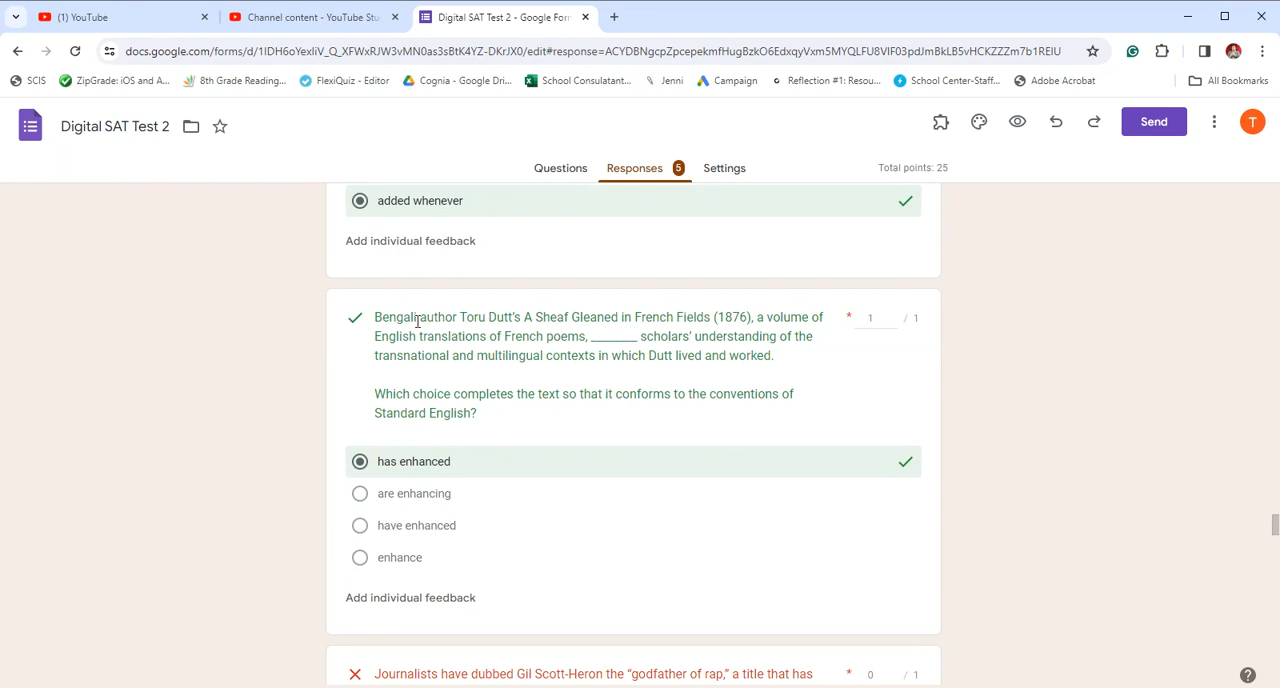 (1) YouTube
Channel content - YouTube Stu
Digital SAT Test 2 - Google For
docs.google.com/forms/d/1IDH6oYexIiV_Q_XFWxRJW3vMN0as3sBtK4YZ-DKrJX0/edit#response=ACYDBNgcpZpcepekmfHugBzkO6EdxqyVxm5MYQLFU8VIF03pdJmBkLB5vHCKZZZm7b1REIU
SCIS
ZipGrade: iOS and A...
8th Grade Reading...
FlexiQuiz - Editor
Cognia - Google Dri...
School Consulatant...
Jenni
Campaign
Reflection #1: Resou...
School Center-Staff...
Adobe Acrobat
All Bookmarks
Digital SAT Test 2
Send
T
Questions
Responses 5
Settings
Total points: 25
added whenever
Add individual feedback
Bengali author Toru Dutt's A Sheaf Gleaned in French Fields (1876), a volume of
English translations of French poems, ________ scholars' understanding of the
transnational and multilingual contexts in which Dutt lived and worked.
* 1 / 1
Which choice completes the text so that it conforms to the conventions of
Standard English?
has enhanced
are enhancing
have enhanced
enhance
Add individual feedback
Journalists have dubbed Gil Scott-Heron the “godfather of rap,” a title that has
* 0 / 1